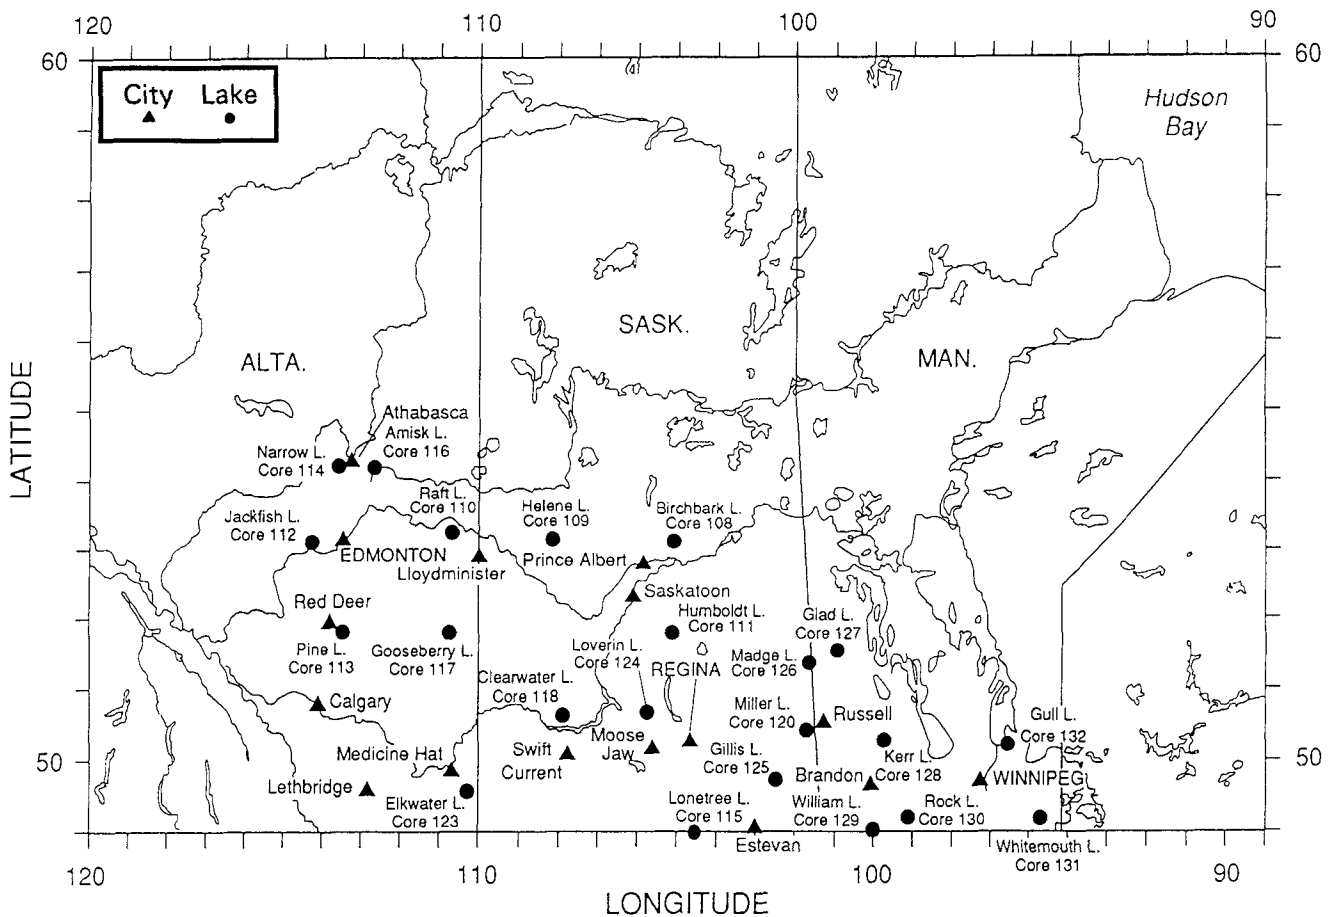 120
110
100
90
60
60
City Lake
Hudson
Bay
SASK.
ALTA.
MAN.
LATITUDE
Athabasca
Amisk L.
Core 116
Narrow L.
Core 114
Raft L.
Core 110
Helene L.
Core 109
Birchbark L.
Core 108
Jackfish L.
Core 112
EDMONTON
Lloydminister
Prince Albert
Saskatoon
Red Deer
Humboldt L.
Core 111
Glad L.
Core 127
Pine L.
Core 113
Gooseberry L.
Core 117
Loverin L.
Core 124
REGINA
Madge L.
Core 126
Clearwater L.
Core 118
Calgary
Miller L.
Core 120
Russell
Gull L.
Core 132
Medicine Hat
Swift
Current
Moose
Jaw
Gillis L.
Core 125
Kerr L.
Core 128
50
50
Lethbridge
Brandon
WINNIPEG
Elkwater L.
Core 123
Lonetree L.
Core 115
William L.
Core 129
Rock L.
Core 130
Estevan
Whitemouth L.
Core 131
120
110
100
90
LONGITUDE